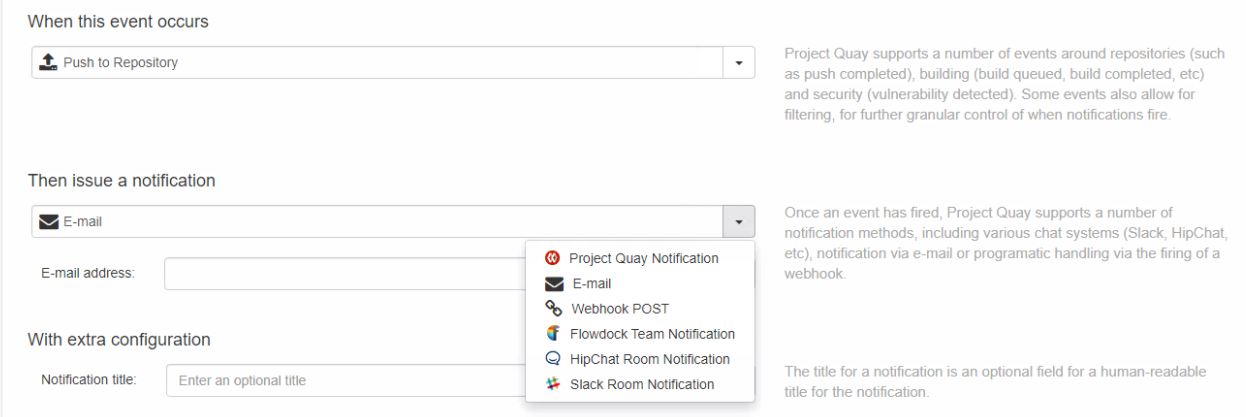 When this event occurs
Push to Repository
Project Quay supports a number of events around repositories (such
as push completed), building (build queued, build completed, etc)
and security (vulnerability detected). Some events also allow for
filtering, for further granular control of when notifications fire.
Then issue a notification
E-mail
Once an event has fired, Project Quay supports a number of
notification methods, including various chat systems (Slack, HipChat,
etc), notification via e-mail or programatic handling via the firing of a
webhook.
E-mail address:
Project Quay Notification
E-mail
Webhook POST
Flowdock Team Notification
HipChat Room Notification
Slack Room Notification
With extra configuration
Notification title:
Enter an optional title
The title for a notification is an optional field for a human-readable
title for the notification.